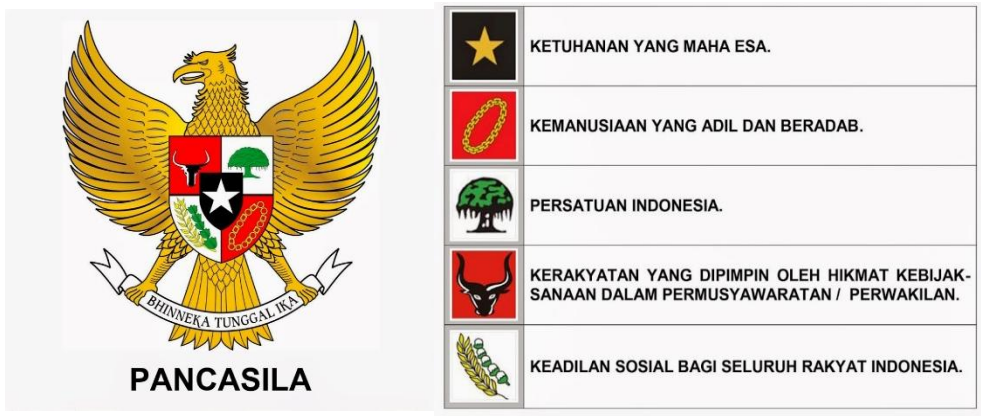 BHINNEKA TUNGGAL IKA
PANCASILA
KETUHANAN YANG MAHA ESA.
KEMANUSIAAN YANG ADIL DAN BERADAB.
PERSATUAN INDONESIA.
KERAKYATAN YANG DIPIMPIN OLEH HIKMAT KEBIJAK-
SANAAN DALAM PERMUSYAWARATAN / PERWAKILAN.
KEADILAN SOSIAL BAGI SELURUH RAKYAT INDONESIA.